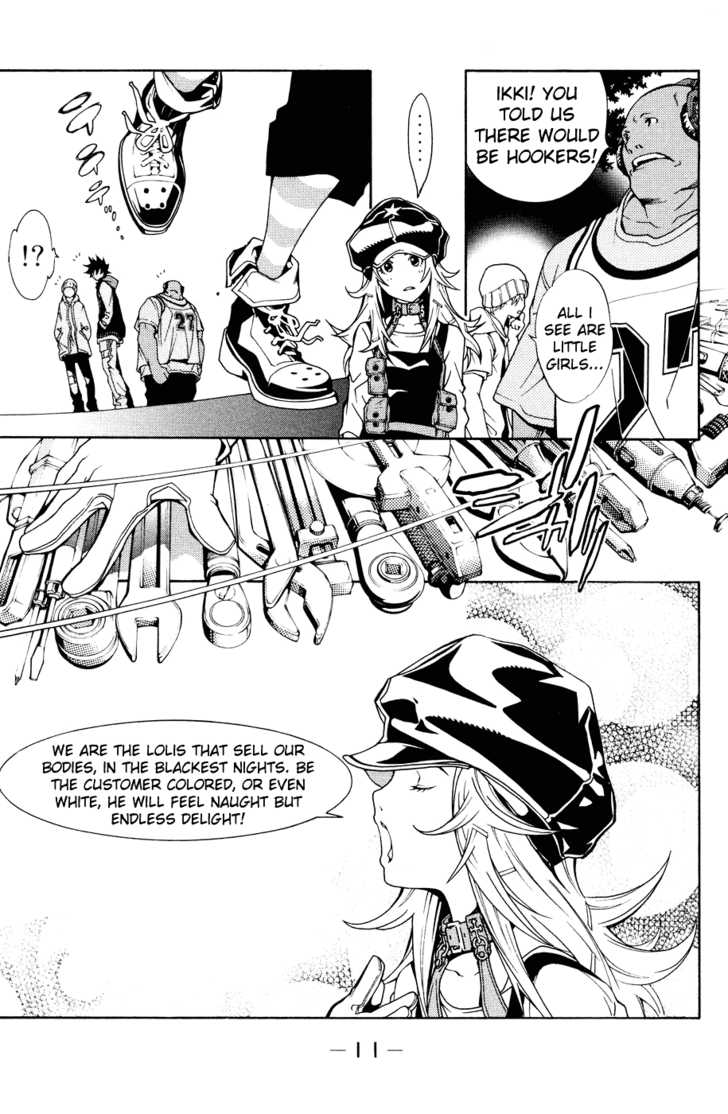 IKKI! YOU
TOLD US
THERE WOULD
BE HOOKERS!
ALL I
SEE ARE
LITTLE
GIRLS...
......
!?
27
WE ARE THE LOLIS THAT SELL OUR
BODIES, IN THE BLACKEST NIGHTS. BE
THE CUSTOMER COLORED, OR EVEN
WHITE, HE WILL FEEL NAUGHT BUT
ENDLESS DELIGHT!
— 11 —